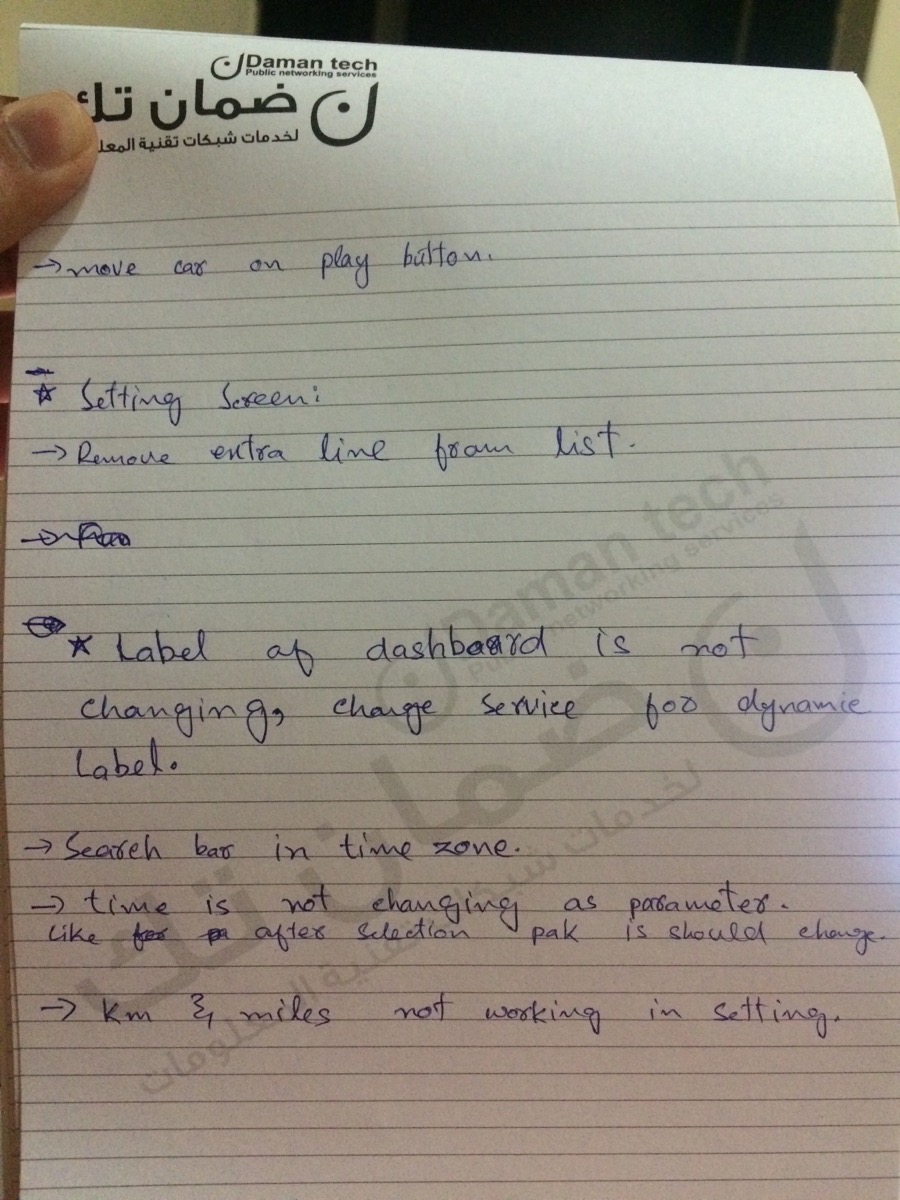 Daman tech
Public networking services
ضمان تك
لخدمات شبكات تقنية المعل
→ move car on play button.
* Setting Screen:
→ Remove extra line from list.
* Label of dashboard is not
changing, change service for dynamic
Label.
→ Search bar in time zone.
→ time is not changing as parameter.
Like after selection pak is should change.
→ Km & miles not working in setting.
Daman tech
Public networking services
ضمان تك
لخدمات شبكات تقنية المعلومات